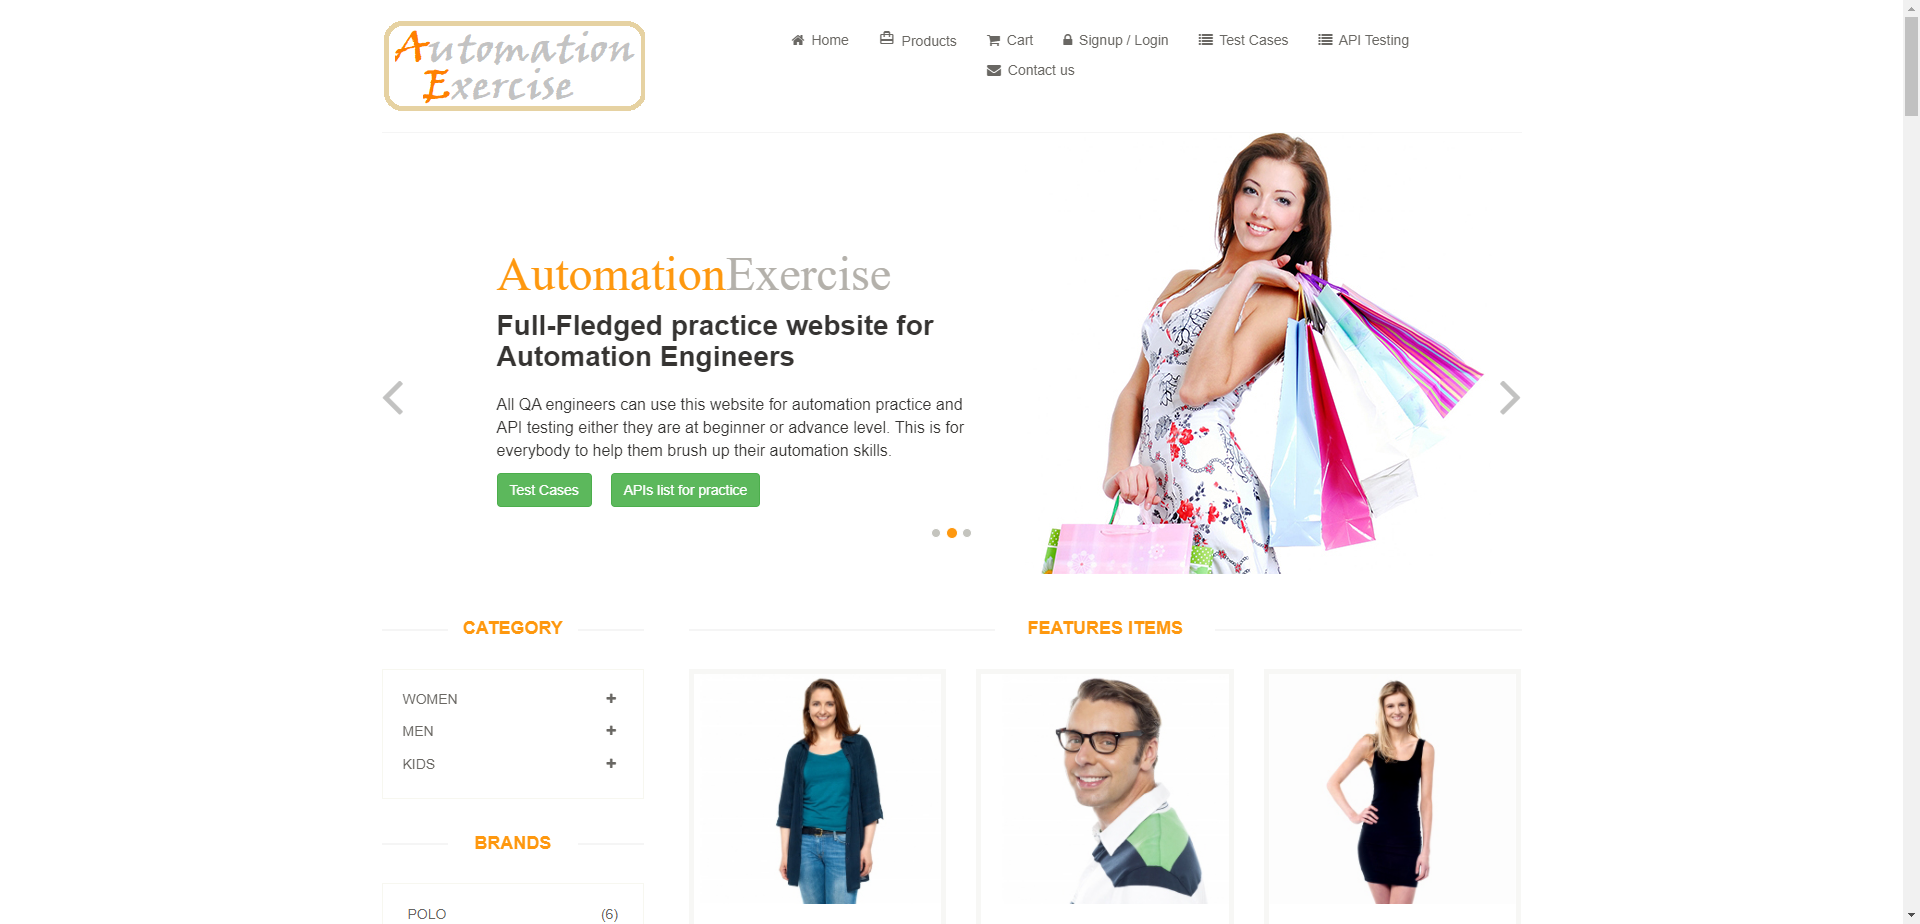 Automation
Exercise
Home
Products
Cart
Signup / Login
Test Cases
API Testing
Contact us
AutomationExercise
Full-Fledged practice website for
Automation Engineers
All QA engineers can use this website for automation practice and
API testing either they are at beginner or advance level. This is for
everybody to help them brush up their automation skills.
Test Cases
APIs list for practice
CATEGORY
WOMEN
MEN
KIDS
BRANDS
POLO (6)
FEATURES ITEMS